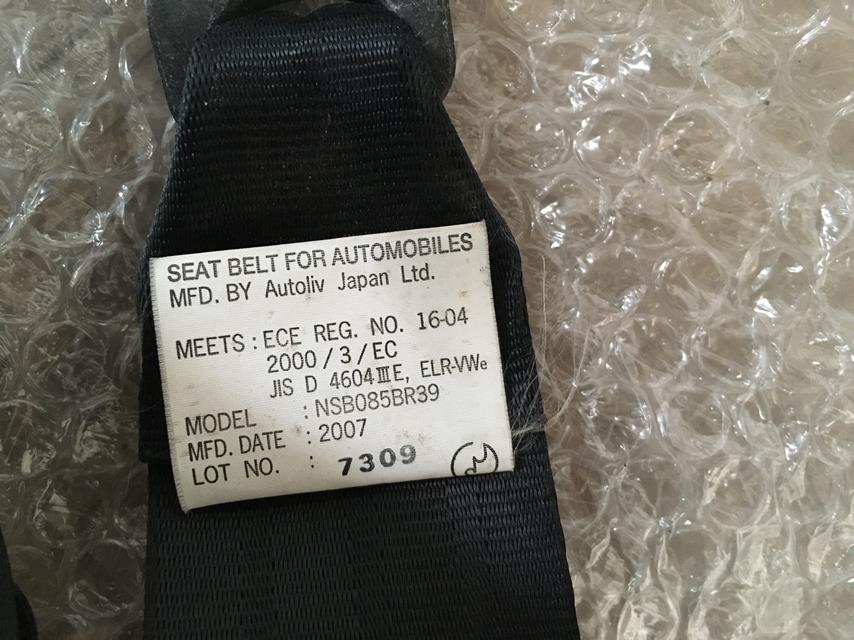 SEAT BELT FOR AUTOMOBILES
MFD. BY Autoliv Japan Ltd.
MEETS : ECE REG. NO. 16-04
2000/3/EC
JIS D 4604ⅢE, ELR-VWe
MODEL : NSB085BR39
MFD. DATE : 2007
LOT NO. : 7309